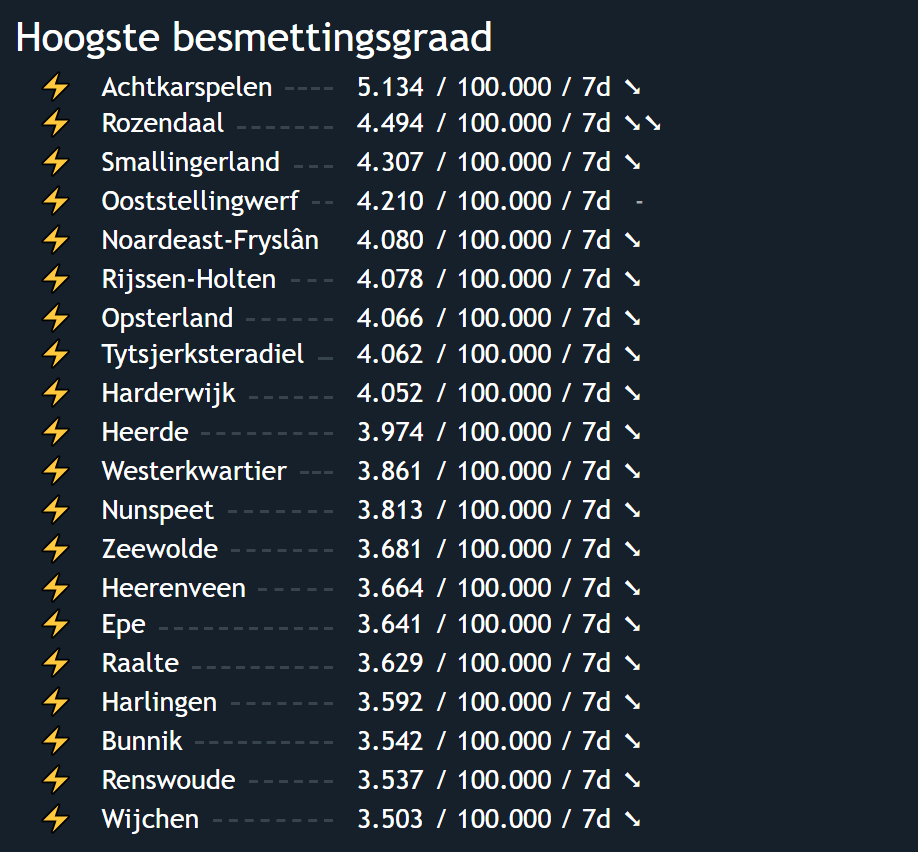 Hoogste besmettingsgraad
⚡ Achtkarspelen ---- 5.134 / 100.000 / 7d ➘
⚡ Rozendaal ------- 4.494 / 100.000 / 7d ➘➘
⚡ Smallingerland --- 4.307 / 100.000 / 7d ➘
⚡ Ooststellingwerf -- 4.210 / 100.000 / 7d -
⚡ Noardeast-Fryslân 4.080 / 100.000 / 7d ➘
⚡ Rijssen-Holten --- 4.078 / 100.000 / 7d ➘
⚡ Opsterland ------ 4.066 / 100.000 / 7d ➘
⚡ Tytsjerksteradiel - 4.062 / 100.000 / 7d ➘
⚡ Harderwijk ------ 4.052 / 100.000 / 7d ➘
⚡ Heerde --------- 3.974 / 100.000 / 7d ➘
⚡ Westerkwartier --- 3.861 / 100.000 / 7d ➘
⚡ Nunspeet ------- 3.813 / 100.000 / 7d ➘
⚡ Zeewolde ------- 3.681 / 100.000 / 7d ➘
⚡ Heerenveen ----- 3.664 / 100.000 / 7d ➘
⚡ Epe ------------ 3.641 / 100.000 / 7d ➘
⚡ Raalte ---------- 3.629 / 100.000 / 7d ➘
⚡ Harlingen ------- 3.592 / 100.000 / 7d ➘
⚡ Bunnik ---------- 3.542 / 100.000 / 7d ➘
⚡ Renswoude ------ 3.537 / 100.000 / 7d ➘
⚡ Wijchen -------- 3.503 / 100.000 / 7d ➘